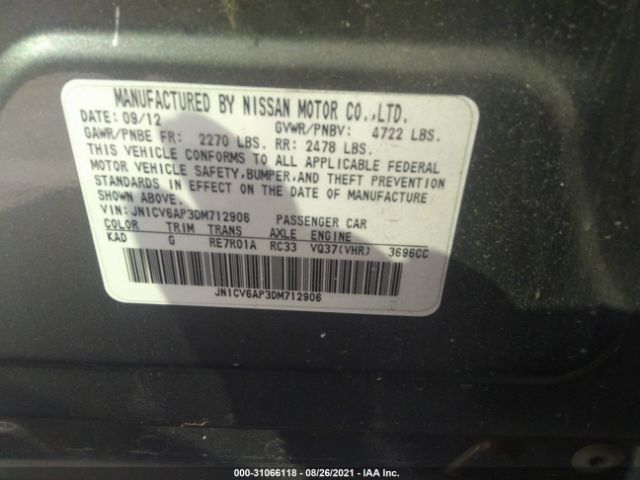 MANUFACTURED BY NISSAN MOTOR CO.,LTD.
DATE: 09/12 GVWR/PNBV: 4722 LBS.
GAWR/PNBE FR: 2270 LBS. RR: 2478 LBS.
THIS VEHICLE CONFORMS TO ALL APPLICABLE FEDERAL
MOTOR VEHICLE SAFETY,BUMPER,AND THEFT PREVENTION
STANDARDS IN EFFECT ON THE DATE OF MANUFACTURE
SHOWN ABOVE.
VIN: JN1CV6AP3DM712906 PASSENGER CAR
COLOR TRIM TRANS AXLE ENGINE
KAD G RE7R01A RC33 VQ37(VHR) 3696CC
JN1CV6AP3DM712906
000-31066118 - 08/26/2021 - IAA Inc.